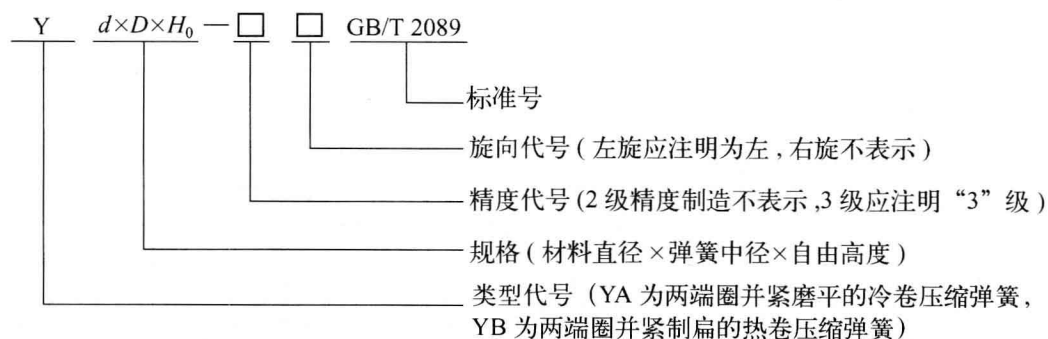 Y d×D×H₀—□ □ GB/T 2089
标准号
旋向代号(左旋应注明为左,右旋不表示)
精度代号(2级精度制造不表示,3级应注明“3”级)
规格(材料直径×弹簧中径×自由高度)
类型代号(YA为两端圈并紧磨平的冷卷压缩弹簧,
YB为两端圈并紧制扁的热卷压缩弹簧)